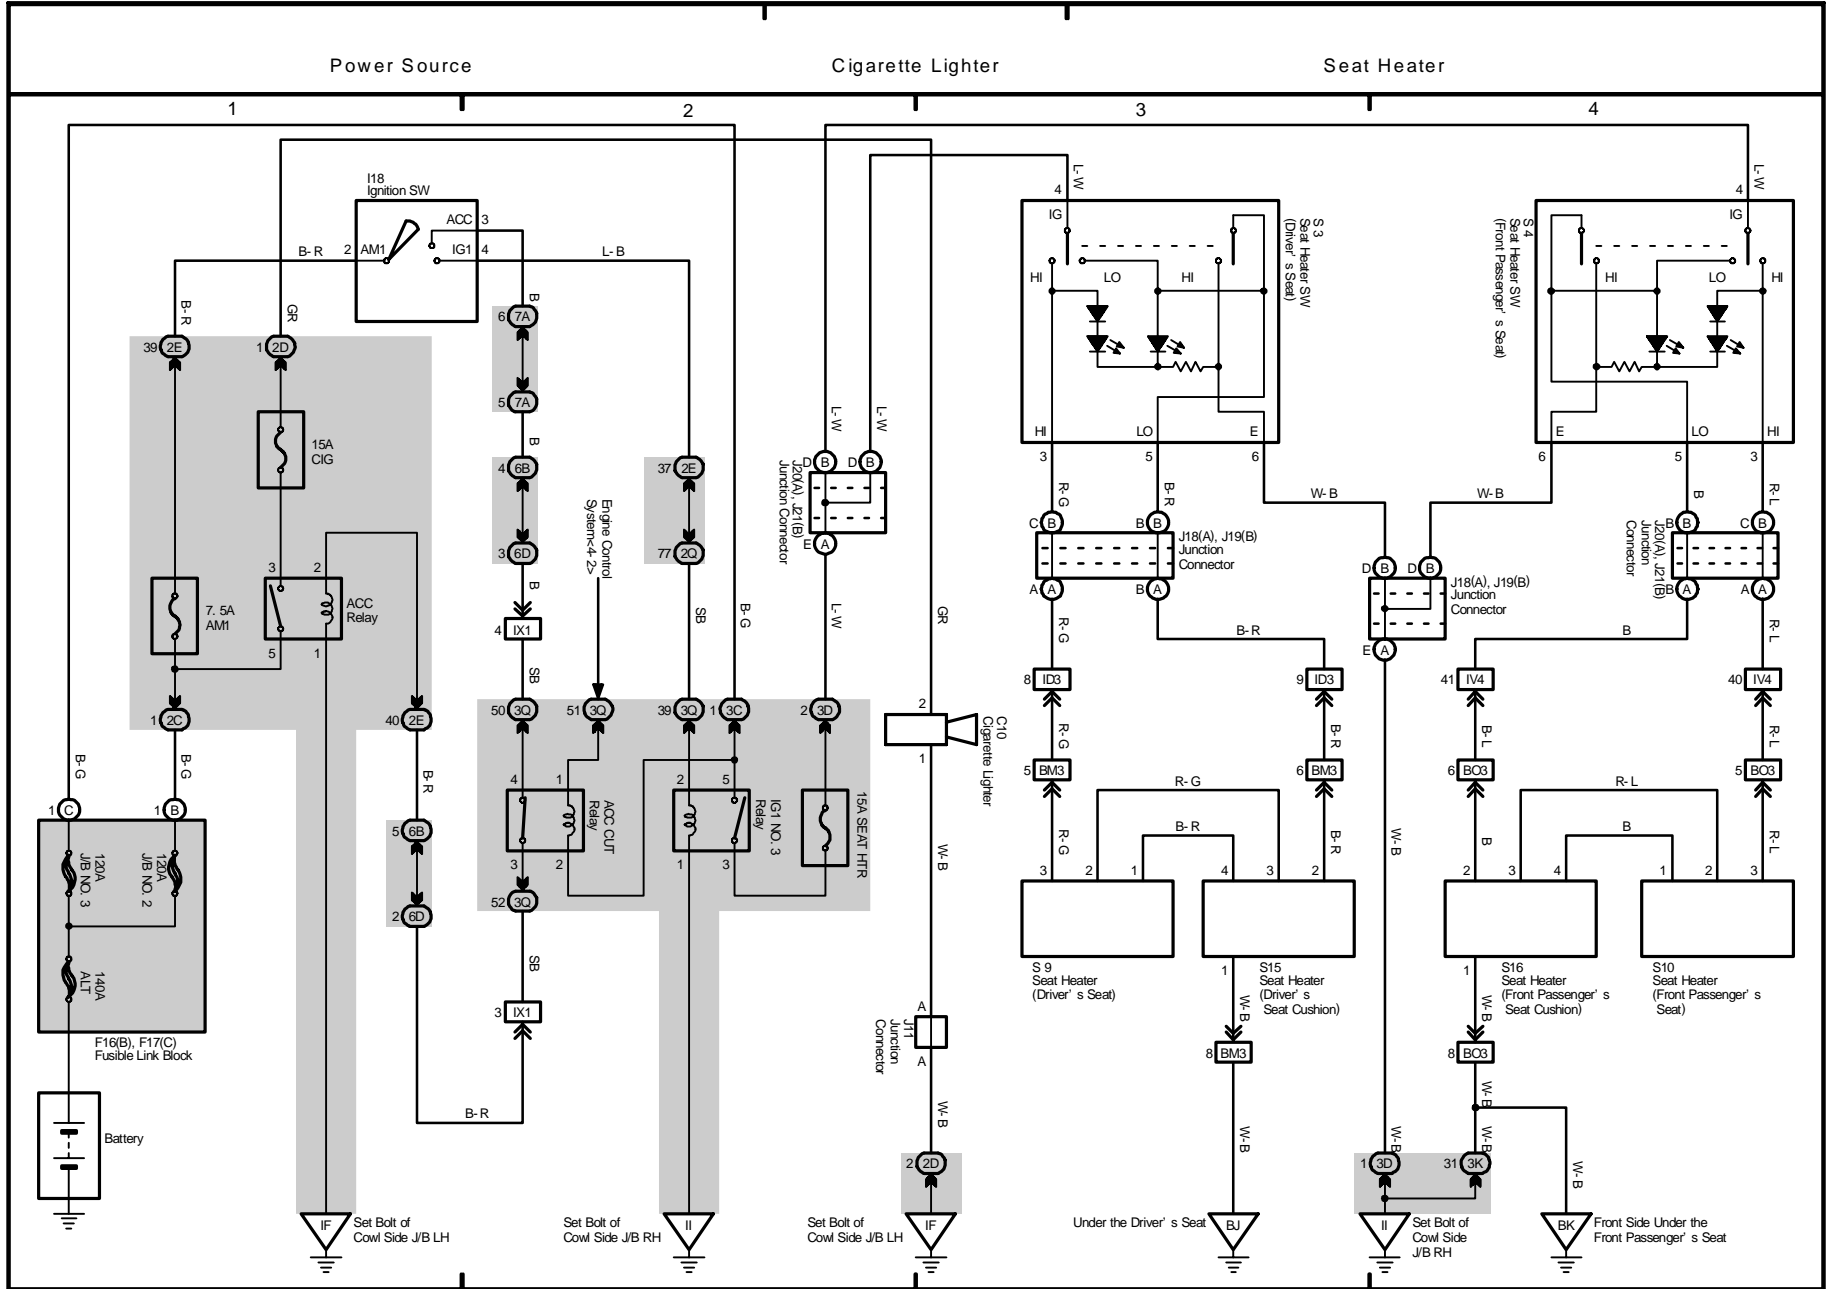 Power Source
Cigarette Lighter
Seat Heater
1
2
3
4
I18
Ignition SW
ACC 3
2 AM1
IG1 4
B- R
L- B
B- R
GR
B
39 2E
1 2D
6 7A
5 7A
15A
CIG
B
4 6B
3 6D
37 2E
77 2Q
Engine Control
System<4- 2>
B
4 IX1
SB
7. 5A
AM1
3
2
5
1
ACC
Relay
1 2C
40 2E
B- G
B- G
B- R
1 C
1 B
120A
J/B NO. 3
120A
J/B NO. 2
140A
ALT
F16(B), F17(C)
Fusible Link Block
Battery
5 6B
2 6D
B- R
SB
B- G
50 3Q
51 3Q
39 3Q
1 3C
2 3D
4
1
3
2
ACC CUT
Relay
2
5
1
3
IG1 NO. 3
Relay
15A SEAT HTR
52 3Q
SB
3 IX1
IF
Set Bolt of
Cowl Side J/B LH
II
Set Bolt of
Cowl Side J/B RH
L- W
L- W
D B
D B
J20(A), J21(B)
Junction Connector
E A
L- W
GR
2
C10
Cigarette Lighter
1
W- B
A
J11
Junction
Connector
A
W- B
2 2D
IF
Set Bolt of
Cowl Side J/B LH
L- W
4
IG
HI
LO
HI
S 3
Seat Heater SW
(Driver' s Seat)
HI
LO
E
3
5
6
R- G
B- R
W- B
C B
B B
J18(A), J19(B)
Junction
Connector
A A
B A
R- G
B- R
8 ID3
9 ID3
R- G
B- R
5 BM3
6 BM3
R- G
B- R
R- G
B- R
3
2
1
4
3
2
S 9
Seat Heater
(Driver' s Seat)
1
S15
Seat Heater
(Driver' s
Seat Cushion)
W- B
8 BM3
W- B
Under the Driver' s Seat
BJ
L- W
4
IG
HI
LO
HI
S 4
Seat Heater SW
(Front Passenger' s Seat)
E
LO
HI
6
5
3
W- B
B
R- L
D B
D B
J18(A), J19(B)
Junction
Connector
E A
W- B
B B
C B
J20(A), J21(B)
Junction
Connector
B A
A A
B
R- L
41 IV4
40 IV4
B- L
R- L
6 BO3
5 BO3
R- L
B
B
R- L
2
3
4
1
2
3
1
S16
Seat Heater
(Front Passenger' s
Seat Cushion)
S10
Seat Heater
(Front Passenger' s
Seat)
W- B
8 BO3
W- B
W- B
W- B
W- B
1 3D
31 3K
II
Set Bolt of
Cowl Side
J/B RH
BK
Front Side Under the
Front Passenger' s Seat